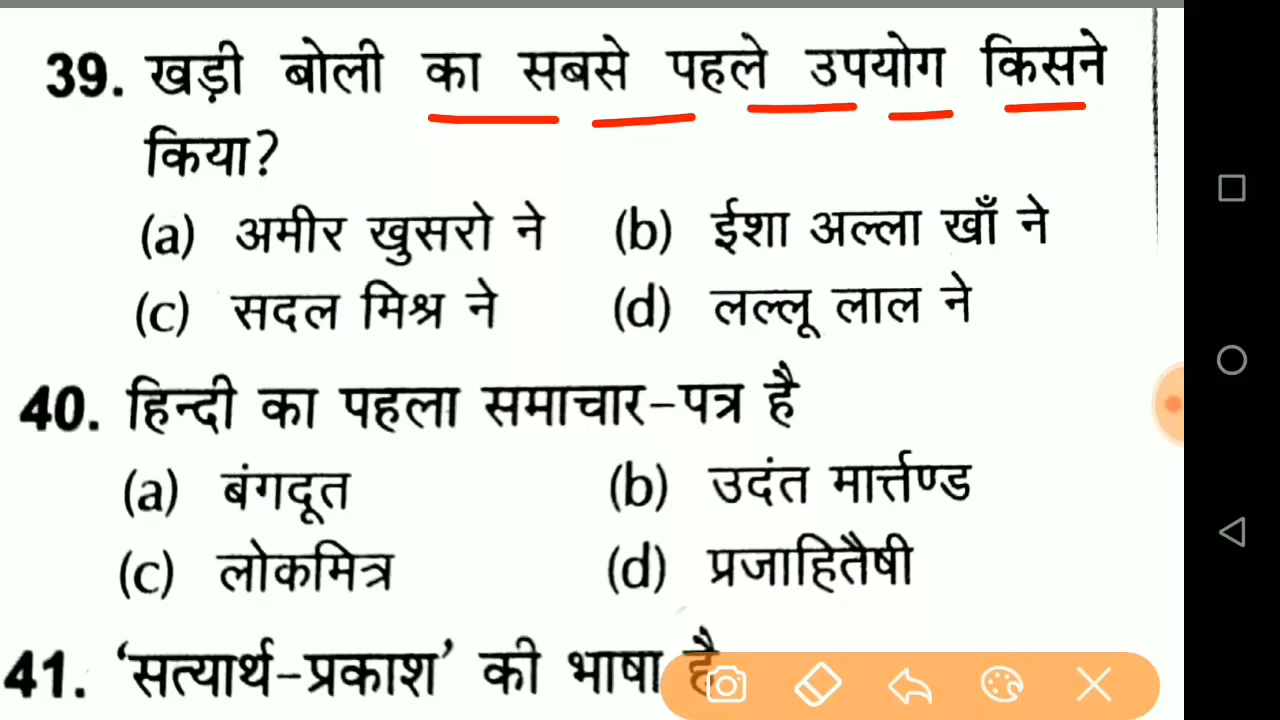 39. खड़ी बोली का सबसे पहले उपयोग किसने
किया?
(a) अमीर खुसरो ने (b) ईशा अल्ला खाँ ने
(c) सदल मिश्र ने (d) लल्लू लाल ने
40. हिन्दी का पहला समाचार-पत्र है
(a) बंगदूत (b) उदंत मार्त्तण्ड
(c) लोकमित्र (d) प्रजाहितैषी
41. 'सत्यार्थ-प्रकाश' की भाषा है